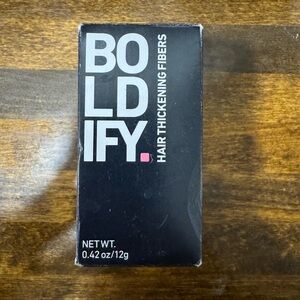 BO
LD
IFY.
HAIR THICKENING FIBERS
NET WT.
0.42 oz/12g